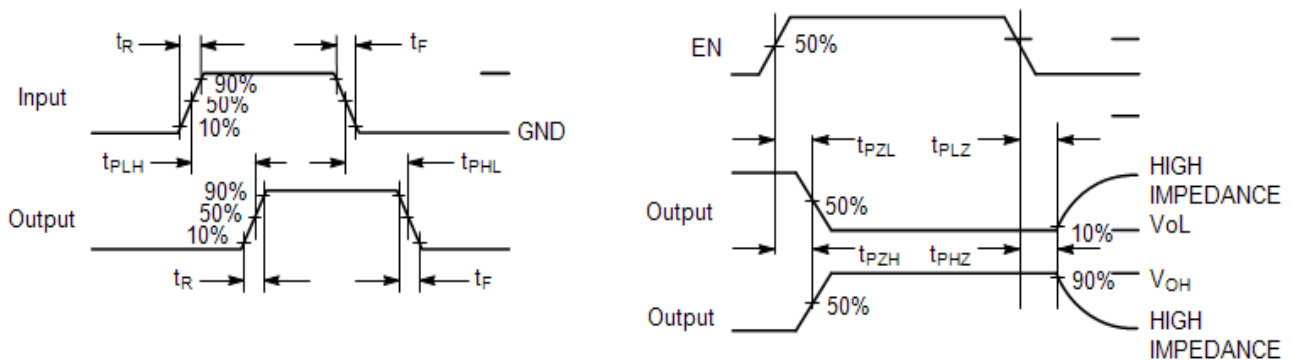 tR
tF
Input
90%
50%
10%
GND
tPLH
tPHL
Output
90%
50%
10%
tR
tF
EN
50%
tPZL
tPLZ
Output
50%
HIGH
IMPEDANCE
VoL
10%
tPZH
tPHZ
Output
50%
90%
VOH
HIGH
IMPEDANCE